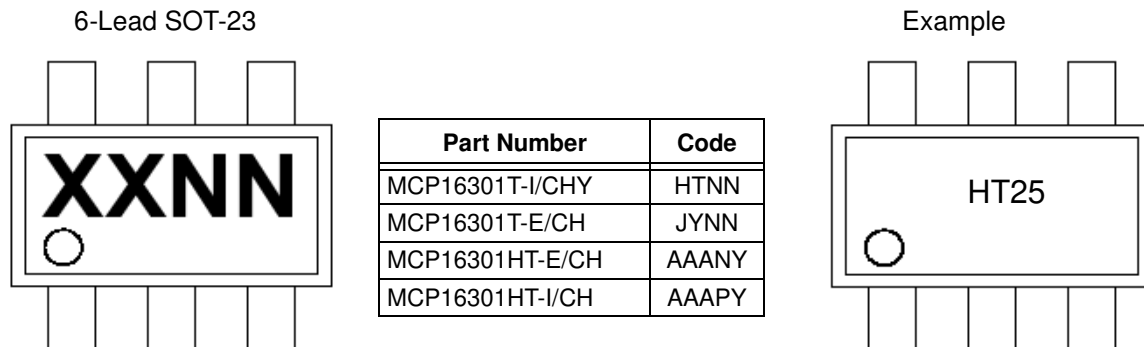 6-Lead SOT-23
Example
XXNN
Part Number Code
MCP16301T-I/CHY HTNN
MCP16301T-E/CH JYNN
MCP16301HT-E/CH AAANY
MCP16301HT-I/CH AAAPY
HT25